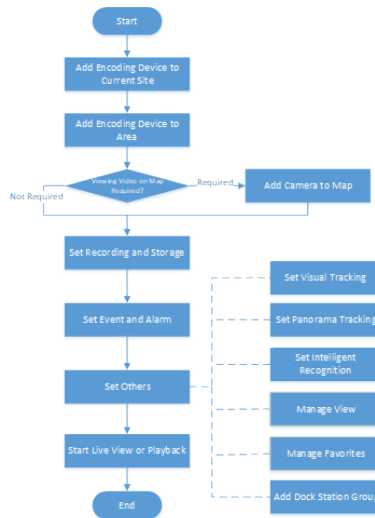 Start
Add Encoding Device to
Current Site
Add Encoding Device to
Area
Viewing Video on Map
Required?
Required
Not Required
Add Camera to Map
Set Recording and Storage
Set Visual Tracking
Set Event and Alarm
Set Panorama Tracking
Set Intelligent
Recognition
Set Others
Manage View
Start Live View or Playback
Manage Favorites
End
Add Dock Station Group